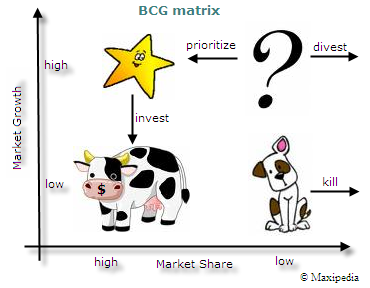 BCG matrix
prioritize
divest
?
high
invest
Market Growth
low
$
kill
high
Market Share
low
© Maxipedia